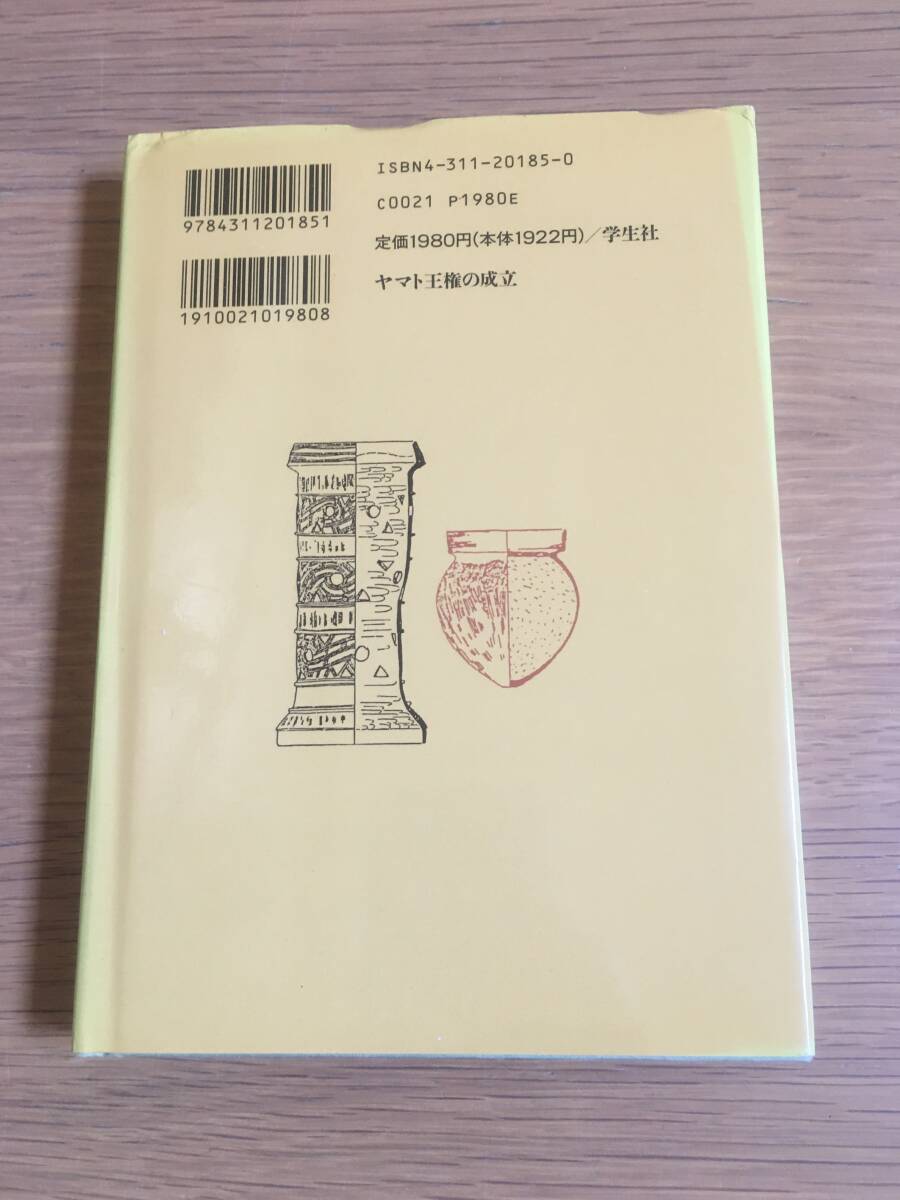 ISBN4-311-20185-0
C0021 P1980E
定価1980円(本体1922円)/学生社
ヤマト王権の成立
9784311201851
1910021019808